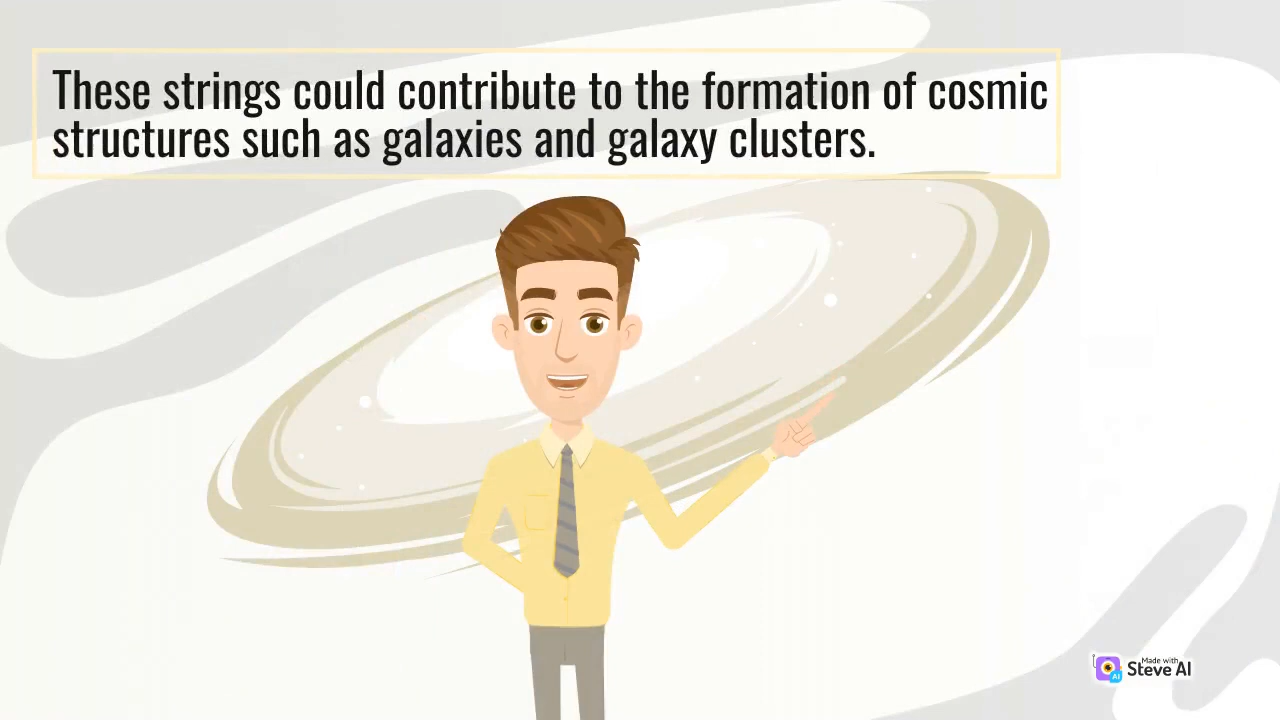 These strings could contribute to the formation of cosmic
structures such as galaxies and galaxy clusters.
Made with
Steve AI
AI